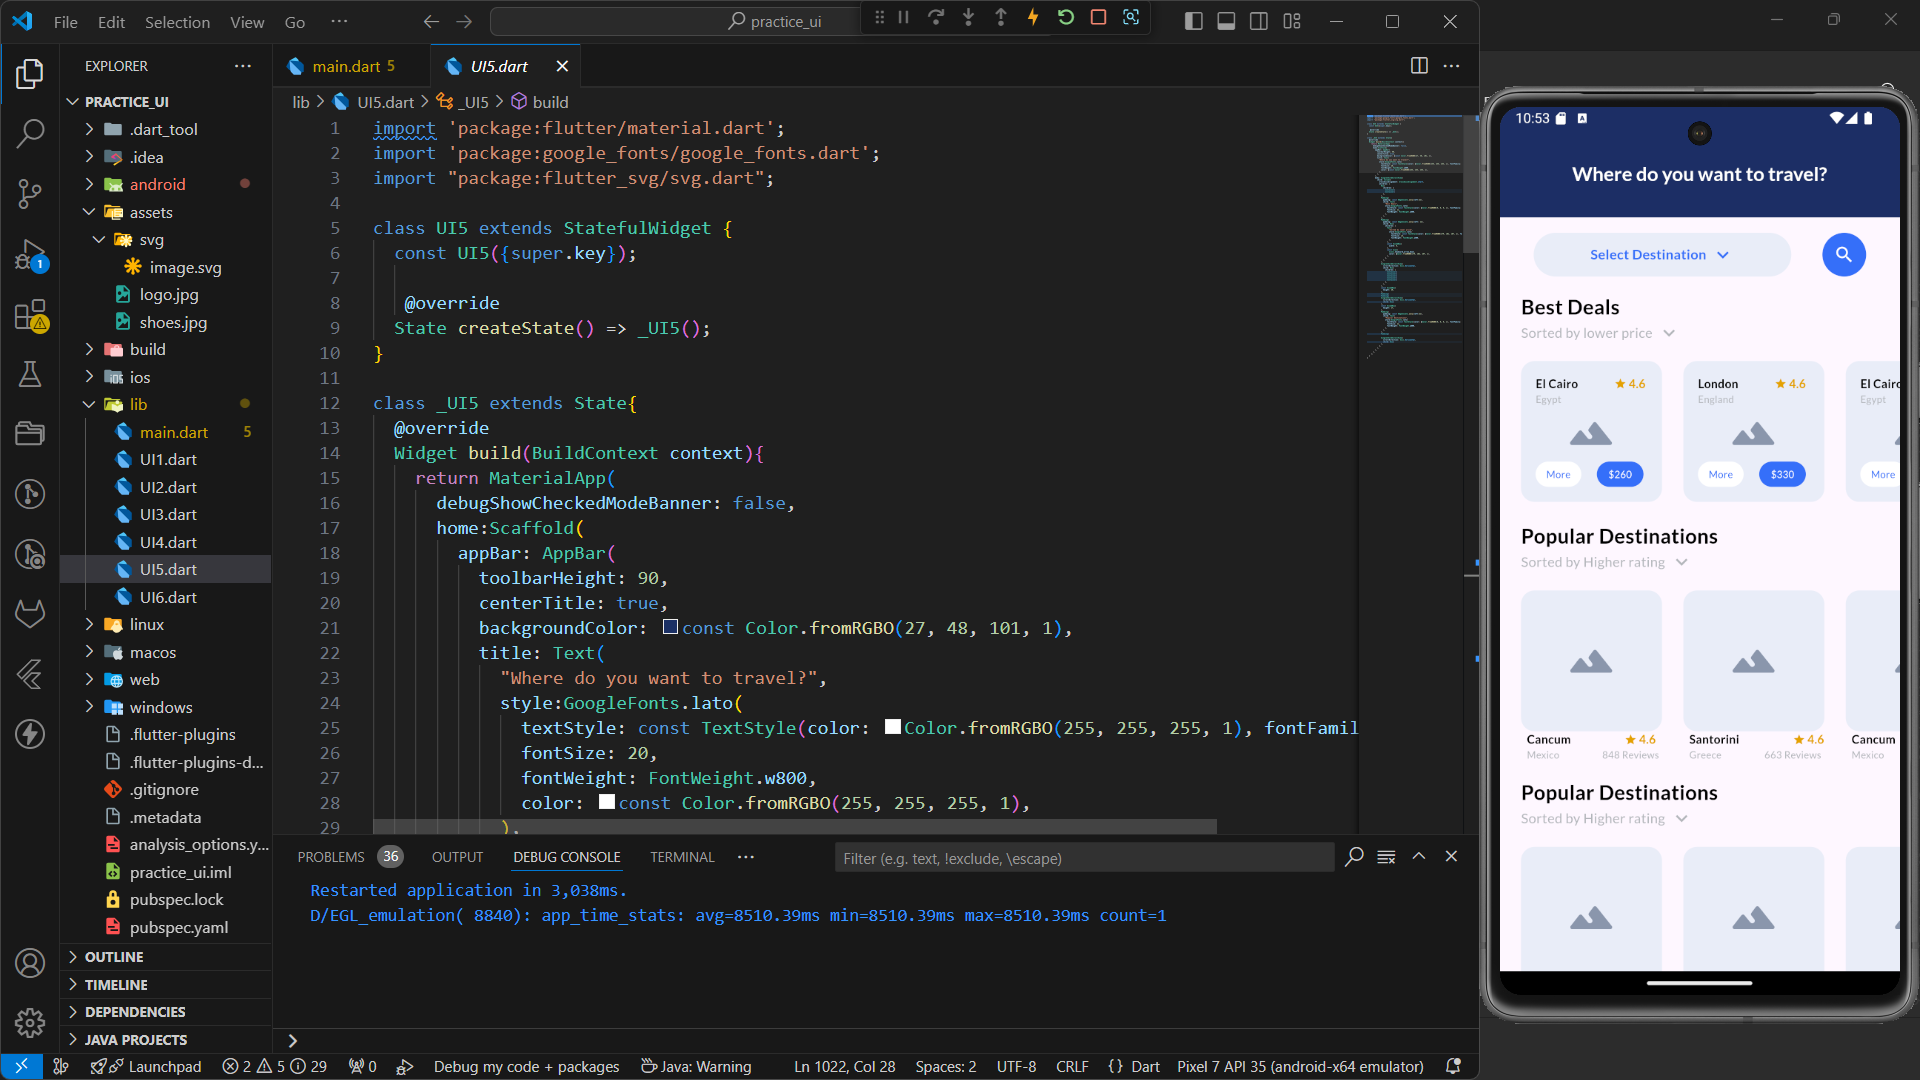 File Edit Selection View Go ···
practice_ui
EXPLORER
PRACTICE_UI
.dart_tool
.idea
android
assets
svg
image.svg
logo.jpg
shoes.jpg
build
ios
lib
main.dart 5
UI1.dart
UI2.dart
UI3.dart
UI4.dart
UI5.dart
UI6.dart
linux
macos
web
windows
.flutter-plugins
.flutter-plugins-d...
.gitignore
.metadata
analysis_options.y...
practice_ui.iml
pubspec.lock
pubspec.yaml
OUTLINE
TIMELINE
DEPENDENCIES
JAVA PROJECTS
1
main.dart 5
UI5.dart
lib > UI5.dart > _UI5 > build
1 import 'package:flutter/material.dart';
2 import 'package:google_fonts/google_fonts.dart';
3 import "package:flutter_svg/svg.dart";
4
5 class UI5 extends StatefulWidget {
6 const UI5({super.key});
7
8 @override
9 State createState() => _UI5();
10 }
11
12 class _UI5 extends State{
13 @override
14 Widget build(BuildContext context){
15 return MaterialApp(
16 debugShowCheckedModeBanner: false,
17 home:Scaffold(
18 appBar: AppBar(
19 toolbarHeight: 90,
20 centerTitle: true,
21 backgroundColor: const Color.fromRGBO(27, 48, 101, 1),
22 title: Text(
23 "Where do you want to travel?",
24 style:GoogleFonts.lato(
25 textStyle: const TextStyle(color: Color.fromRGBO(255, 255, 255, 1), fontFamil
26 fontSize: 20,
27 fontWeight: FontWeight.w800,
28 color: const Color.fromRGBO(255, 255, 255, 1),
29 ),
PROBLEMS 36 OUTPUT DEBUG CONSOLE TERMINAL ···
Filter (e.g. text, !exclude, \escape)
Restarted application in 3,038ms.
D/EGL_emulation( 8840): app_time_stats: avg=8510.39ms min=8510.39ms max=8510.39ms count=1
Launchpad 2 5 29 0 Debug my code + packages Java: Warning Ln 1022, Col 28 Spaces: 2 UTF-8 CRLF {} Dart Pixel 7 API 35 (android-x64 emulator)
10:53
Where do you want to travel?
Select Destination
Best Deals
Sorted by lower price
El Cairo 4.6
Egypt
More $260
London 4.6
England
More $330
El Cairo
Egypt
More
Popular Destinations
Sorted by Higher rating
Cancum 4.6
Mexico 848 Reviews
Santorini 4.6
Greece 663 Reviews
Cancum
Mexico
Popular Destinations
Sorted by Higher rating